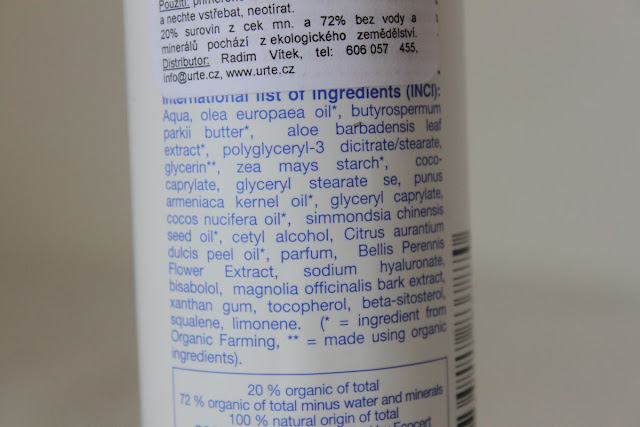 Použití:
a nechte vstřebat, neotírat.
20% surovin z cek mn. a 72% bez vody a
minerálů pochází z ekologického zemědělství.
Distributor: Radim Vítek, tel: 606 057 455,
info@urte.cz, www.urte.cz
International list of ingredients (INCI):
Aqua, olea europaea oil*, butyrospermum
parkii butter*, aloe barbadensis leaf
extract*, polyglyceryl-3 dicitrate/stearate,
glycerin**, zea mays starch*, coco-
caprylate, glyceryl stearate se, punus
armeniaca kernel oil*, glyceryl caprylate,
cocos nucifera oil*, simmondsia chinensis
seed oil*, cetyl alcohol, Citrus aurantium
dulcis peel oil*, parfum, Bellis Perennis
Flower Extract, sodium hyaluronate,
bisabolol, magnolia officinalis bark extract,
xanthan gum, tocopherol, beta-sitosterol,
squalene, limonene. (* = ingredient from
Organic Farming, ** = made using organic
ingredients).
20 % organic of total
72 % organic of total minus water and minerals
100 % natural origin of total